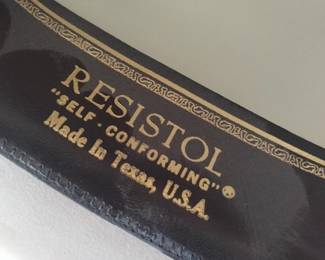 RESISTOL
"SELF-CONFORMING"®
Made In Texas, U.S.A.